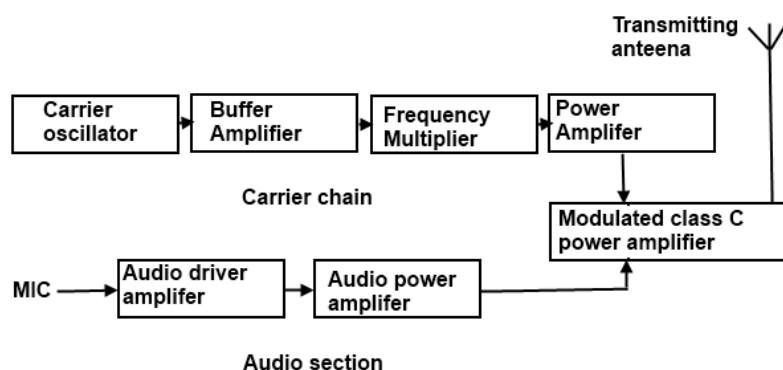 Transmitting
anteena
Carrier
oscillator
Buffer
Amplifier
Frequency
Multiplier
Power
Amplifer
Carrier chain
Modulated class C
power amplifier
MIC
Audio driver
amplifer
Audio power
amplifer
Audio section